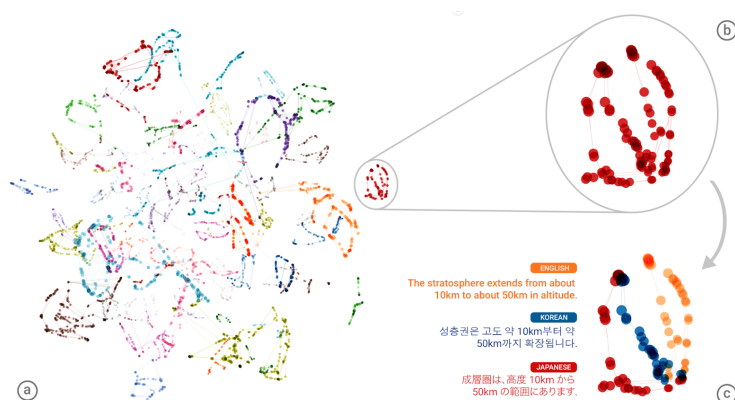 b
ENGLISH
The stratosphere extends from about
10km to about 50km in altitude.
KOREAN
성층권은 고도 약 10km부터 약
50km까지 확장됩니다.
JAPANESE
成層圏は、高度 10km から
50km の範囲にあります。
a
c